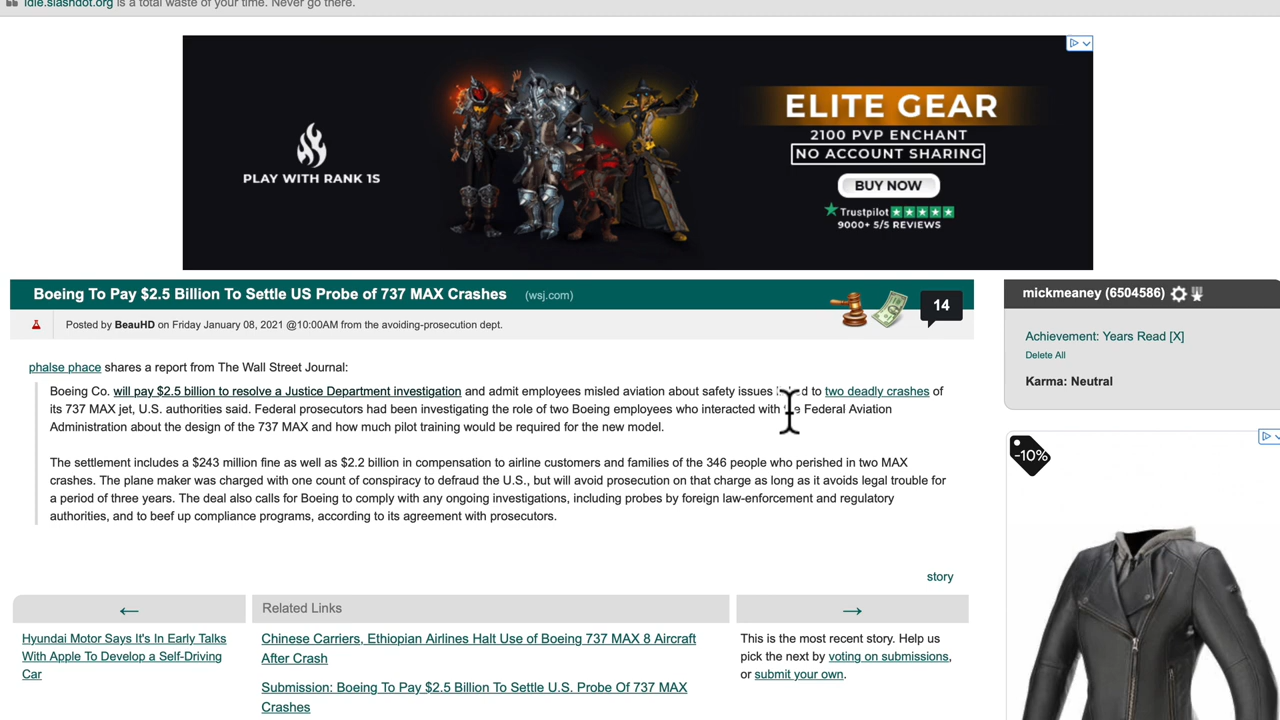 idle.slashdot.org is a total waste of your time. Never go there.
PLAY WITH RANK 1S
ELITE GEAR
2100 PVP ENCHANT
NO ACCOUNT SHARING
BUY NOW
Trustpilot
9000+ 5/5 REVIEWS
Boeing To Pay $2.5 Billion To Settle US Probe of 737 MAX Crashes (wsj.com)
14
Posted by BeauHD on Friday January 08, 2021 @10:00AM from the avoiding-prosecution dept.
mickmeaney (6504586)
Achievement: Years Read [X]
Delete All
Karma: Neutral
phalse phace shares a report from The Wall Street Journal:
Boeing Co. will pay $2.5 billion to resolve a Justice Department investigation and admit employees misled aviation about safety issues to two deadly crashes of
its 737 MAX jet, U.S. authorities said. Federal prosecutors had been investigating the role of two Boeing employees who interacted with Federal Aviation
Administration about the design of the 737 MAX and how much pilot training would be required for the new model.
The settlement includes a $243 million fine as well as $2.2 billion in compensation to airline customers and families of the 346 people who perished in two MAX
crashes. The plane maker was charged with one count of conspiracy to defraud the U.S., but will avoid prosecution on that charge as long as it avoids legal trouble for
a period of three years. The deal also calls for Boeing to comply with any ongoing investigations, including probes by foreign law-enforcement and regulatory
authorities, and to beef up compliance programs, according to its agreement with prosecutors.
-10%
story
←
Hyundai Motor Says It's In Early Talks
With Apple To Develop a Self-Driving
Car
Related Links
Chinese Carriers, Ethiopian Airlines Halt Use of Boeing 737 MAX 8 Aircraft
After Crash
Submission: Boeing To Pay $2.5 Billion To Settle U.S. Probe Of 737 MAX
Crashes
→
This is the most recent story. Help us
pick the next by voting on submissions,
or submit your own.